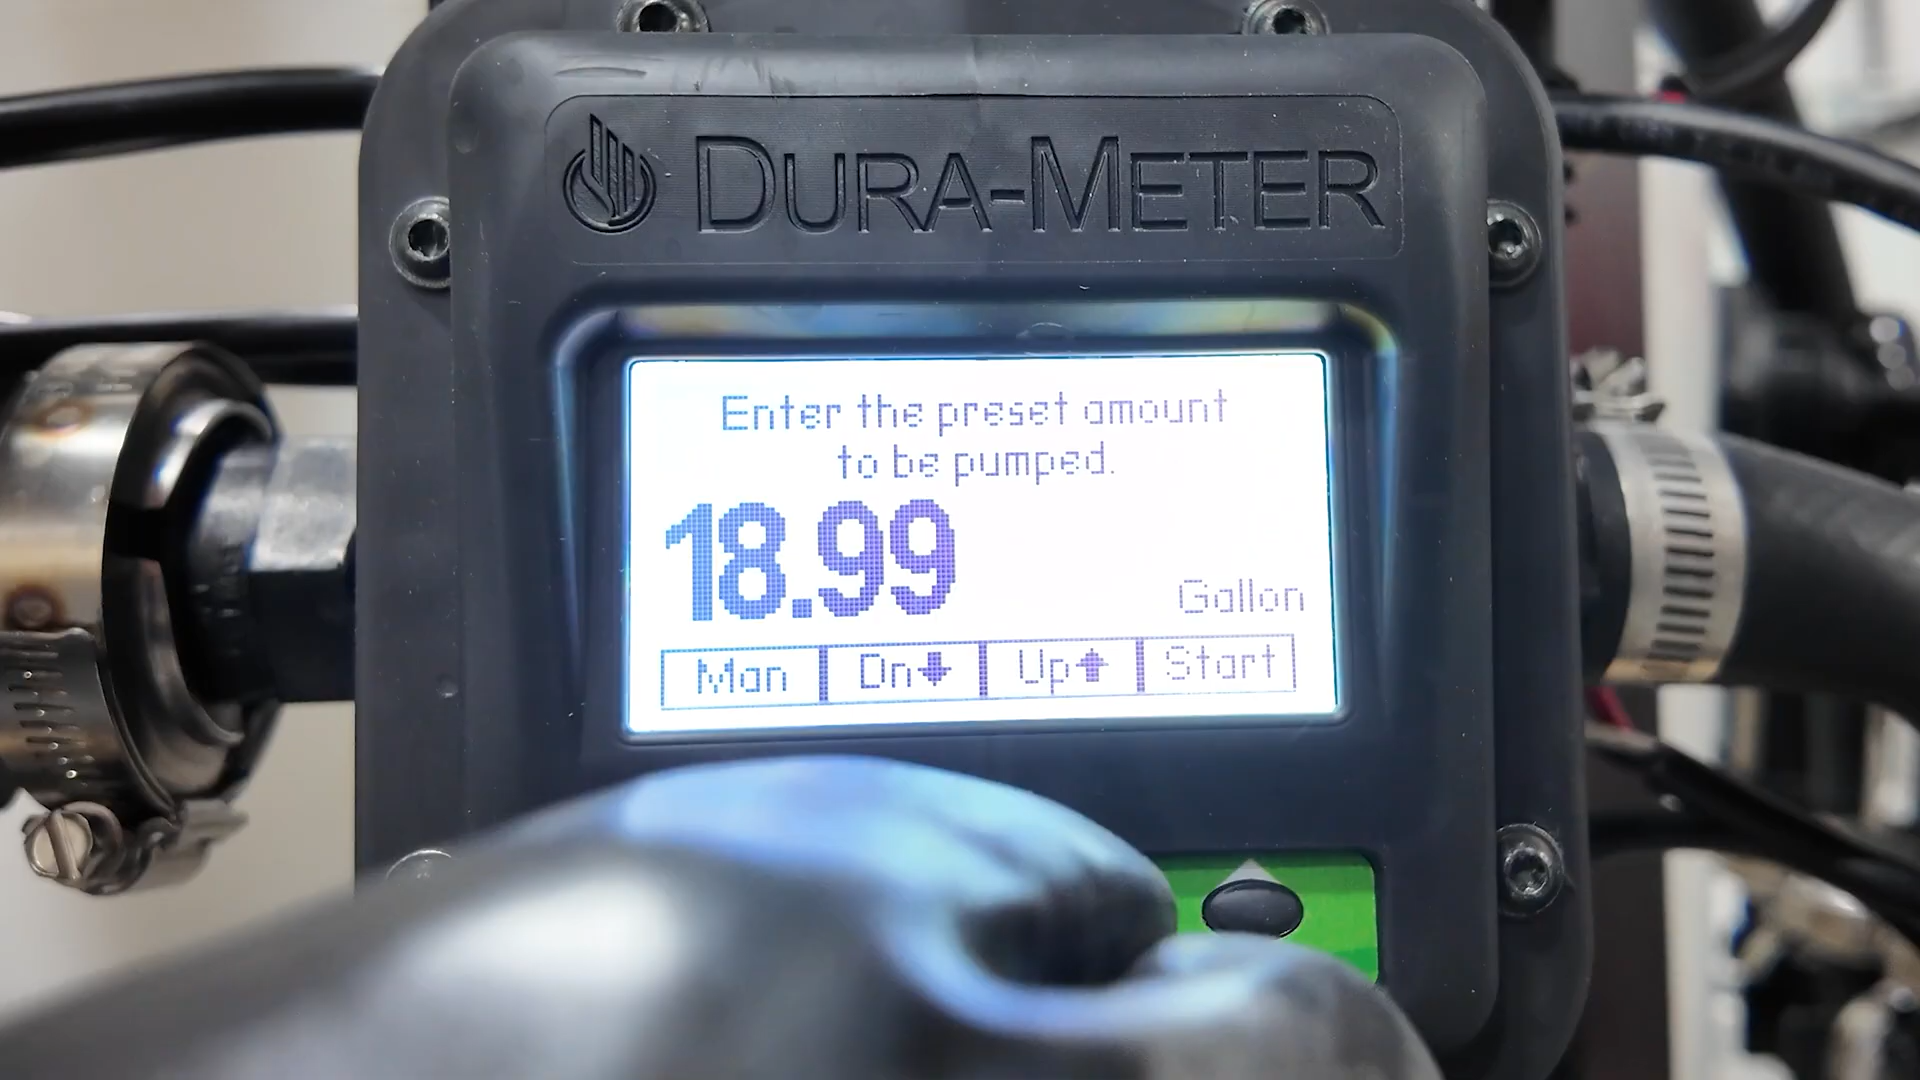 DURA-METER
Enter the preset amount
to be pumped.
18.99
Gallon
Man Dn⬇ Up⬆ Start